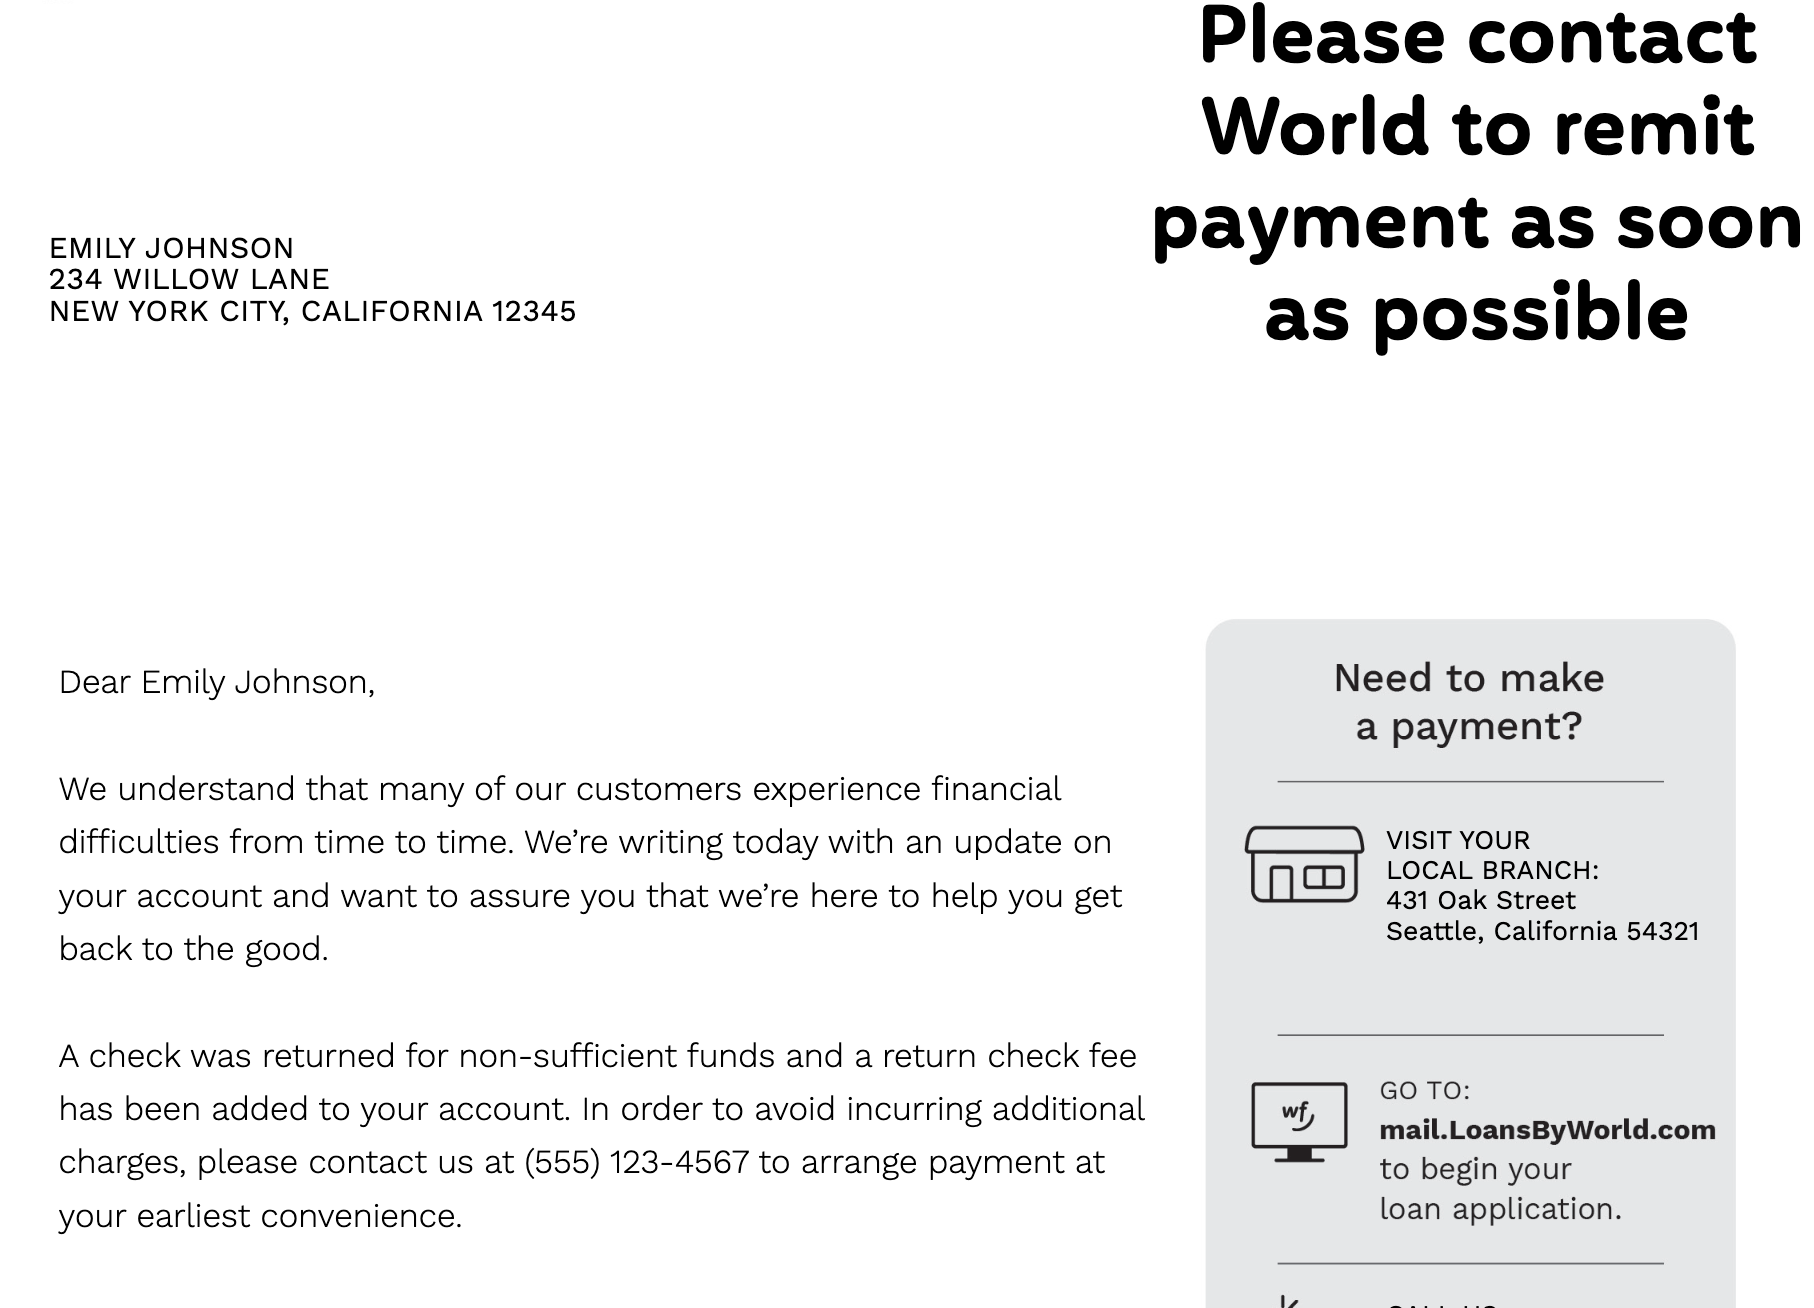 Please contact
World to remit
payment as soon
as possible
EMILY JOHNSON
234 WILLOW LANE
NEW YORK CITY, CALIFORNIA 12345
Dear Emily Johnson,
We understand that many of our customers experience financial
difficulties from time to time. We’re writing today with an update on
your account and want to assure you that we’re here to help you get
back to the good.
A check was returned for non-sufficient funds and a return check fee
has been added to your account. In order to avoid incurring additional
charges, please contact us at (555) 123-4567 to arrange payment at
your earliest convenience.
Need to make
a payment?
VISIT YOUR
LOCAL BRANCH:
431 Oak Street
Seattle, California 54321
wf
GO TO:
mail.LoansByWorld.com
to begin your
loan application.